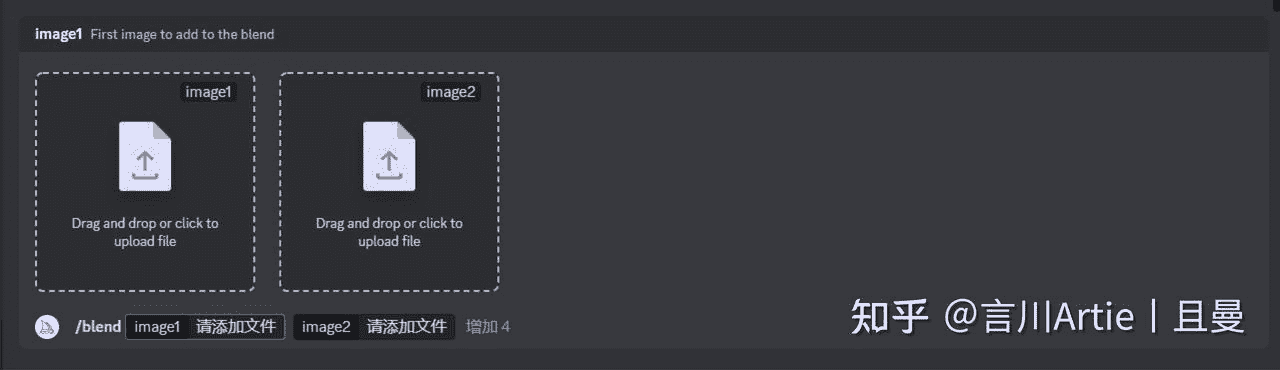 image1 First image to add to the blend
image1
image2
Drag and drop or click to
upload file
Drag and drop or click to
upload file
/blend image1 请添加文件 image2 请添加文件 增加 4
知乎 @言川Artie丨且曼